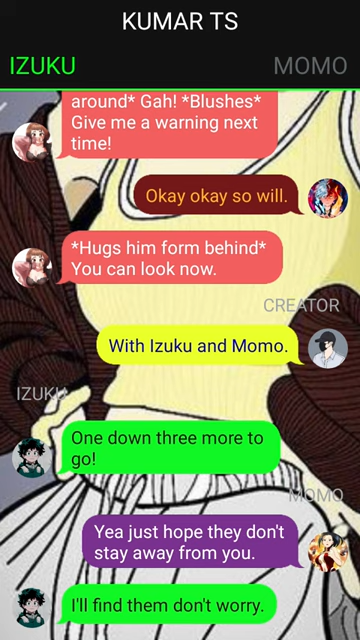 KUMAR TS
IZUKU MOMO
around* Gah! *Blushes*
Give me a warning next
time!
Okay okay so will.
*Hugs him form behind*
You can look now.
CREATOR
With Izuku and Momo.
IZUKU
One down three more to
go!
MOMO
Yea just hope they don't
stay away from you.
I'll find them don't worry.